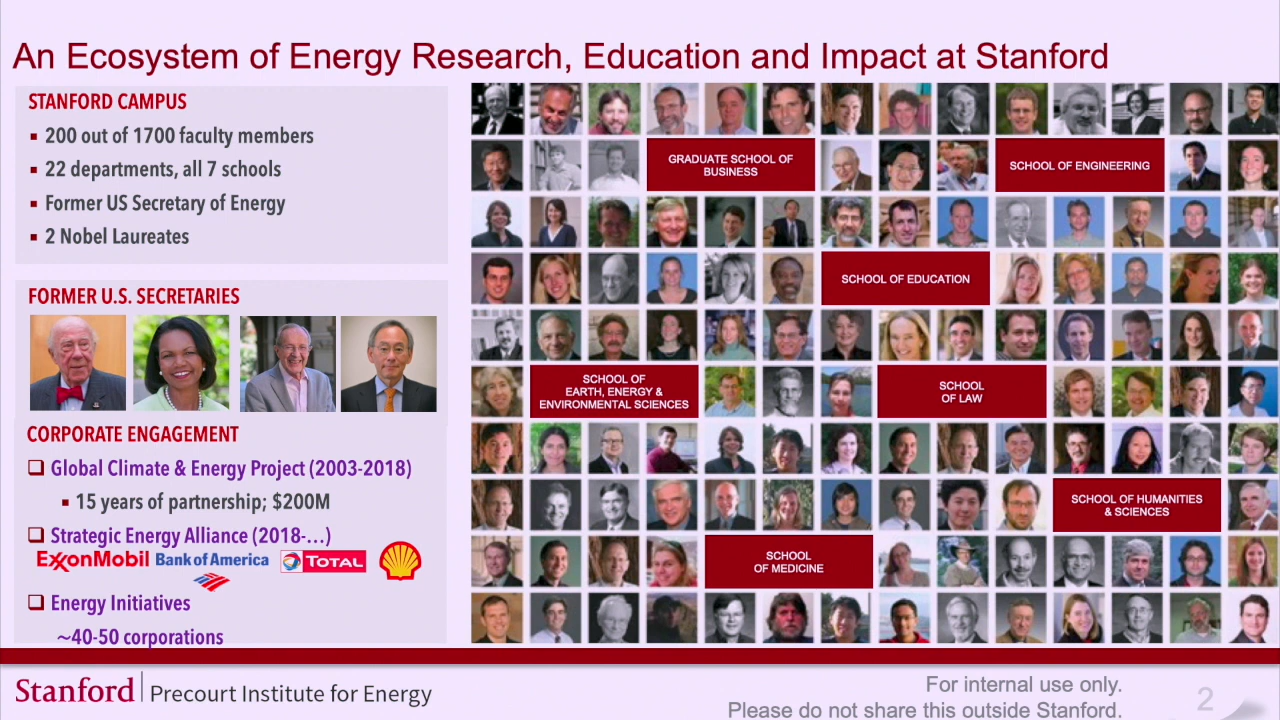 An Ecosystem of Energy Research, Education and Impact at Stanford
STANFORD CAMPUS
▪ 200 out of 1700 faculty members
▪ 22 departments, all 7 schools
▪ Former US Secretary of Energy
▪ 2 Nobel Laureates
FORMER U.S. SECRETARIES
CORPORATE ENGAGEMENT
❑ Global Climate & Energy Project (2003-2018)
▪ 15 years of partnership; $200M
❑ Strategic Energy Alliance (2018-…)
ExxonMobil
Bank of America
TOTAL
❑ Energy Initiatives
~40-50 corporations
GRADUATE SCHOOL OF
BUSINESS
SCHOOL OF ENGINEERING
SCHOOL OF EDUCATION
SCHOOL OF
EARTH, ENERGY &
ENVIRONMENTAL SCIENCES
SCHOOL
OF LAW
SCHOOL OF HUMANITIES
& SCIENCES
SCHOOL
OF MEDICINE
Stanford | Precourt Institute for Energy
For internal use only.
Please do not share this outside Stanford.
2